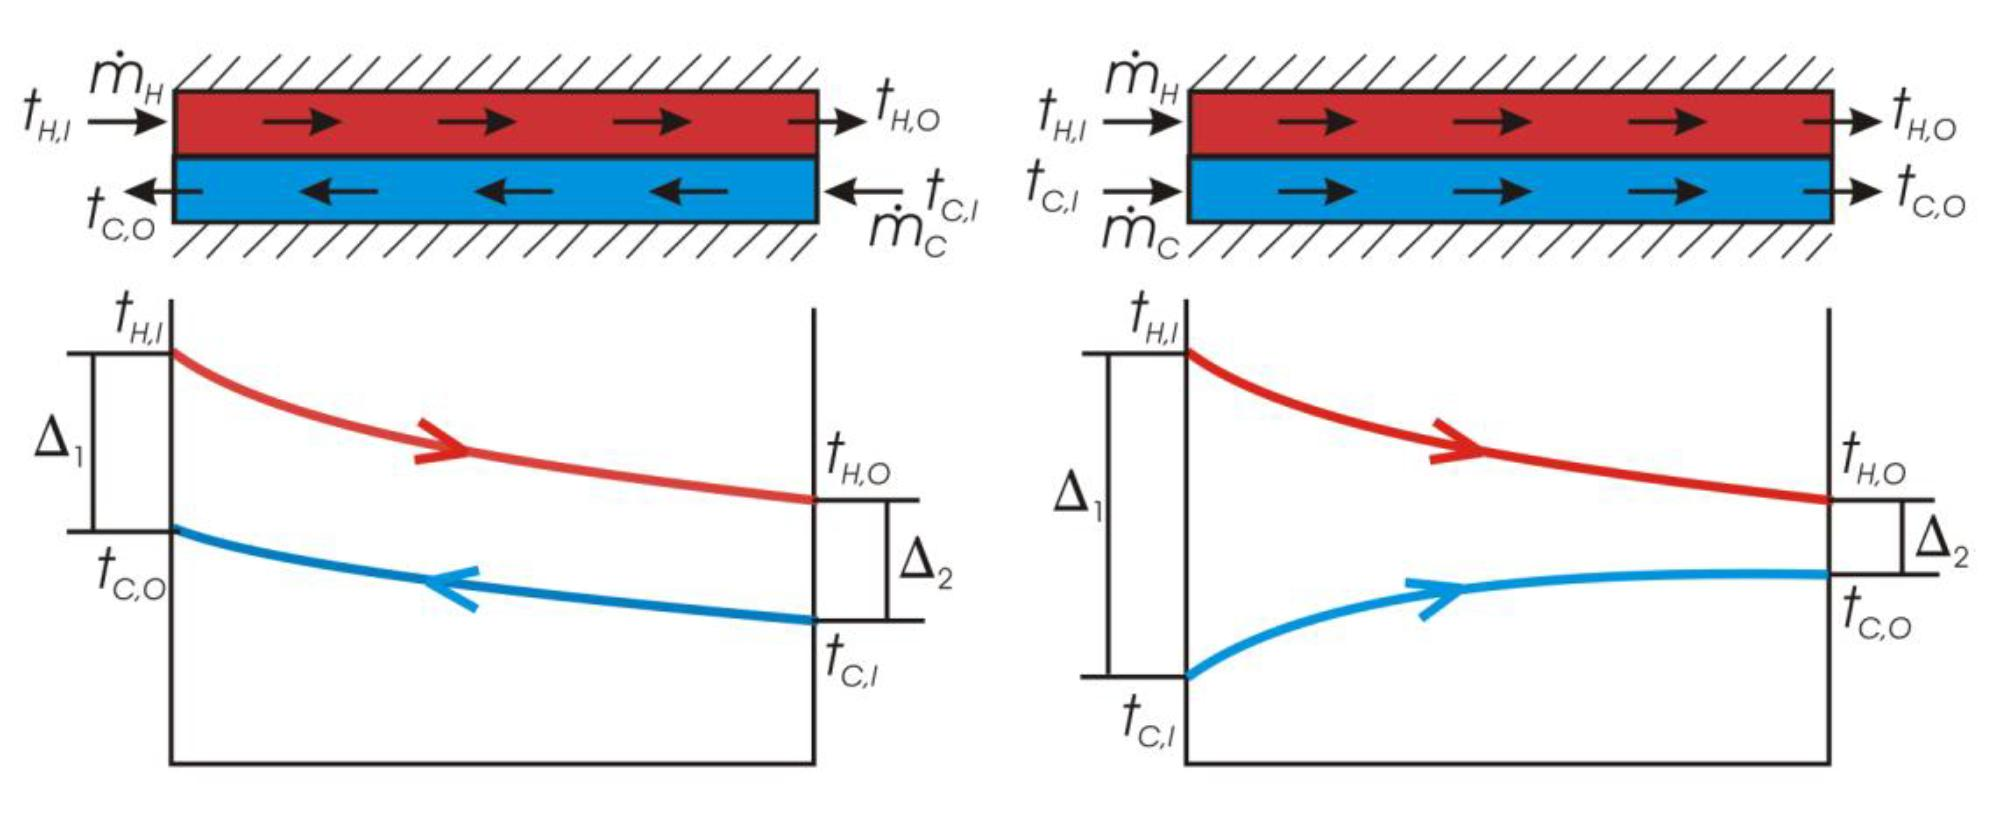 ṁH
tH,I
tH,O
tC,O
tC,I
ṁC
tH,I
Δ1
tH,O
tC,O
Δ2
tC,I
ṁH
tH,I
tH,O
tC,I
tC,O
ṁC
tH,I
Δ1
tH,O
Δ2
tC,O
tC,I